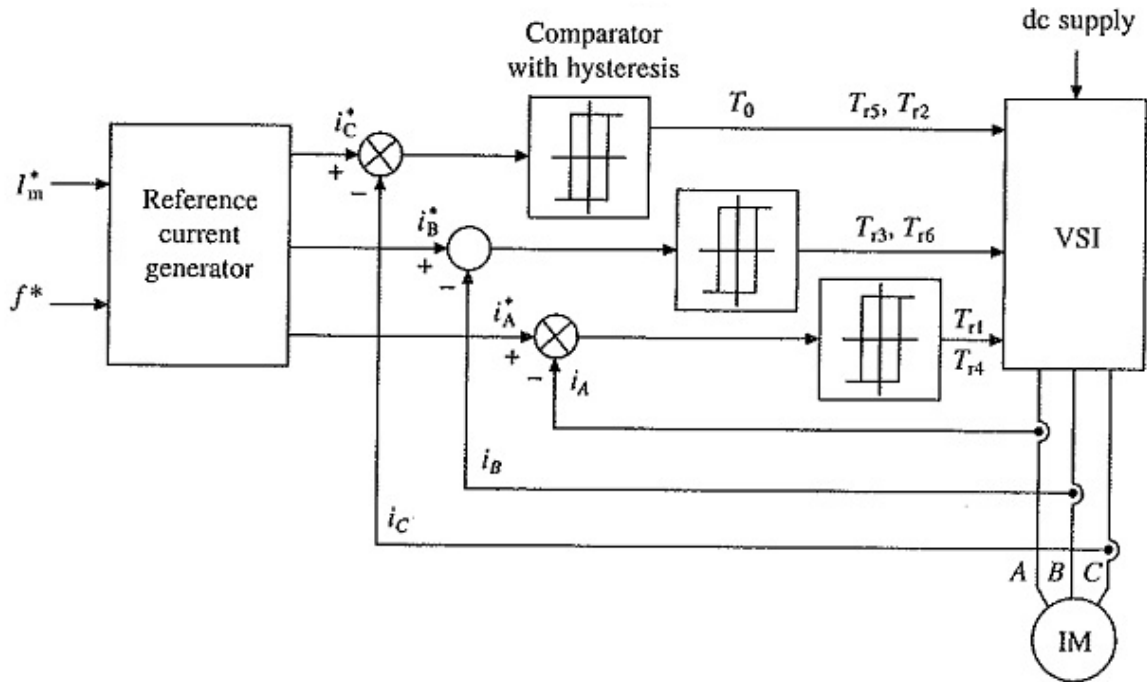 dc supply
Comparator
with hysteresis
i*C
T0
Tr5, Tr2
I*m
Reference
current
generator
f*
+
−
i*B
+
−
Tr3, Tr6
VSI
i*A
+
−
Tr1
Tr4
iA
iB
iC
A B C
IM